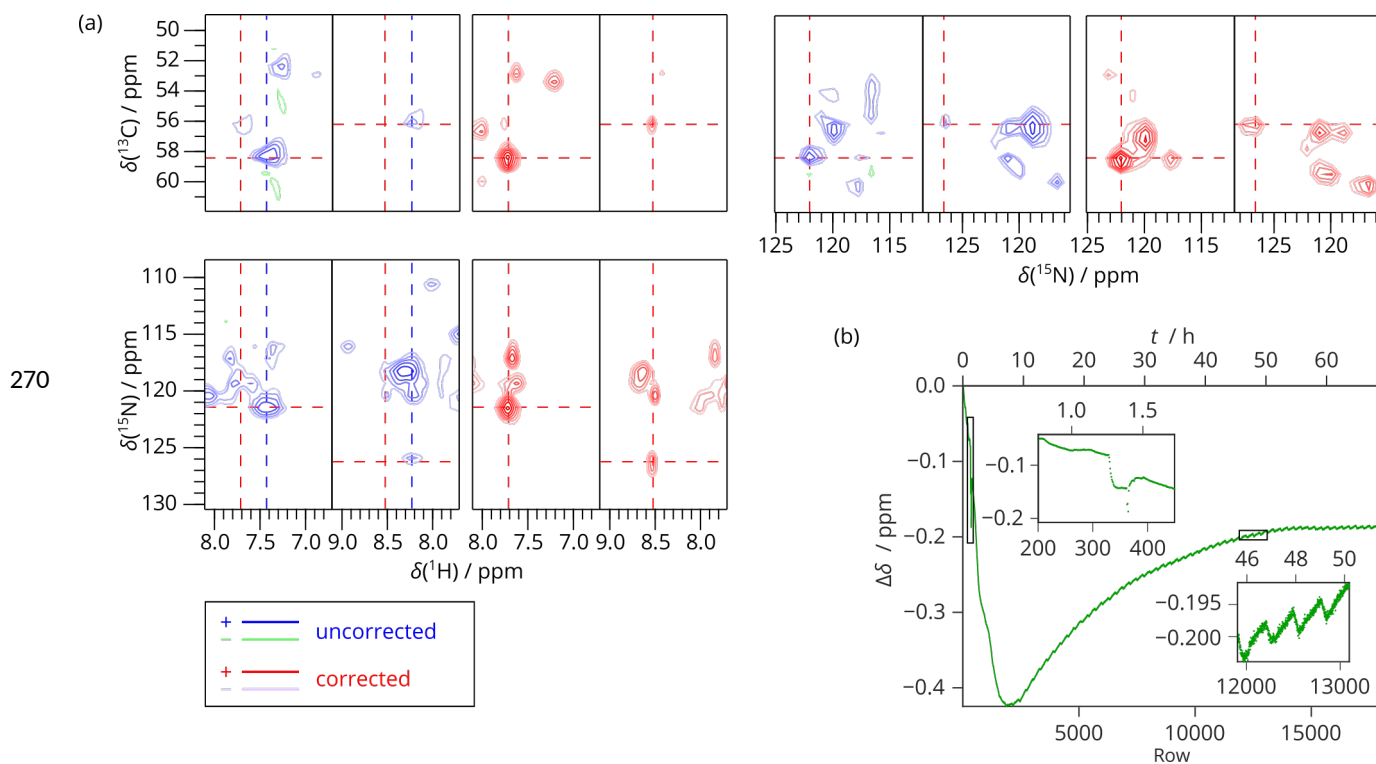 (a)
50
52
54
56
58
60
δ(¹³C) / ppm
125 120 115 125 120 125 120 115 125 120
δ(¹⁵N) / ppm
270
110
115
120
125
130
δ(¹⁵N) / ppm
8.0 7.5 7.0 9.0 8.5 8.0 8.0 7.5 7.0 9.0 8.5 8.0
δ(¹H) / ppm
+
− uncorrected
+
− corrected
(b)
t / h
0 10 20 30 40 50 60
0.0
−0.1
−0.2
−0.3
−0.4
Δδ / ppm
1.0 1.5
−0.1
−0.2
200 300 400
46 48 50
−0.195
−0.200
12000 13000
5000 10000 15000
Row